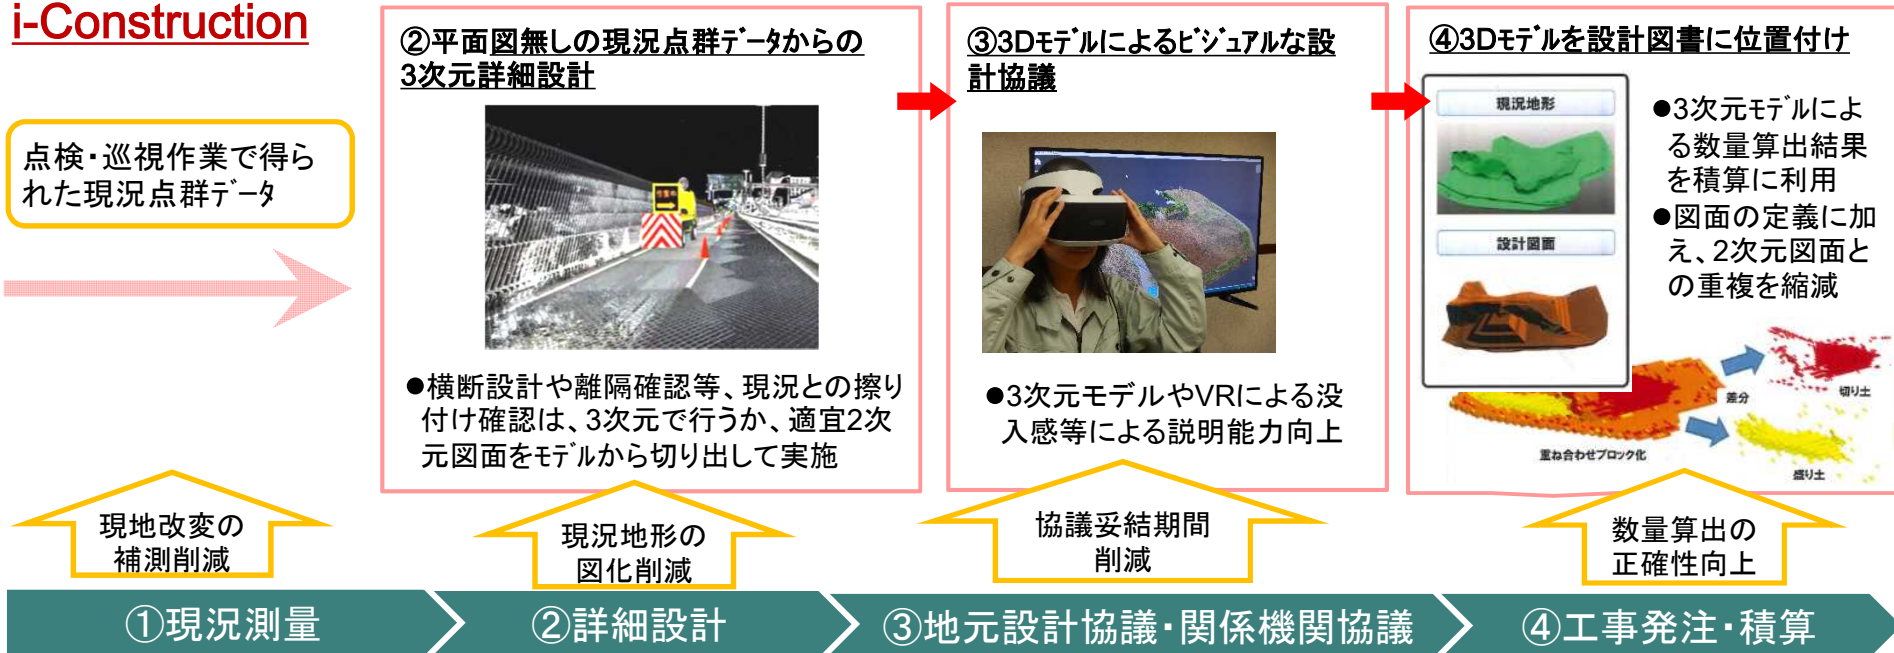 i-Construction
点検・巡視作業で得ら
れた現況点群ﾃﾞｰﾀ
②平面図無しの現況点群ﾃﾞｰﾀからの
3次元詳細設計
●横断設計や離隔確認等、現況との擦り
付け確認は、3次元で行うか、適宜2次
元図面をﾓﾃﾞﾙから切り出して実施
③3Dﾓﾃﾞﾙによるﾋﾞｼﾞｭｱﾙな設
計協議
●3次元モデルやVRによる没
入感等による説明能力向上
④3Dﾓﾃﾞﾙを設計図書に位置付け
現況地形
設計図面
●3次元ﾓﾃﾞﾙによ
る数量算出結果
を積算に利用
●図面の定義に加
え、2次元図面と
の重複を縮減
差分
切り土
重ね合わせブロック化
盛り土
現地改変の
補測削減
現況地形の
図化削減
協議妥結期間
削減
数量算出の
正確性向上
①現況測量
②詳細設計
③地元設計協議・関係機関協議
④工事発注・積算